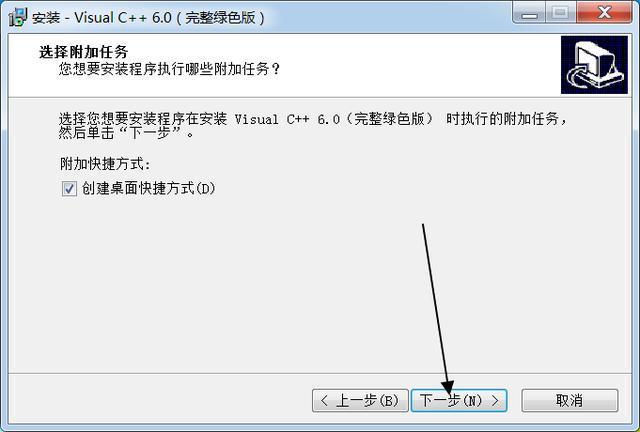 安装 - Visual C++ 6.0（完整绿色版）
选择附加任务
您想要安装程序执行哪些附加任务？
选择您想要安装程序在安装 Visual C++ 6.0（完整绿色版） 时执行的附加任务，
然后单击“下一步”。
附加快捷方式:
创建桌面快捷方式(D)
< 上一步(B) 下一步(N) > 取消